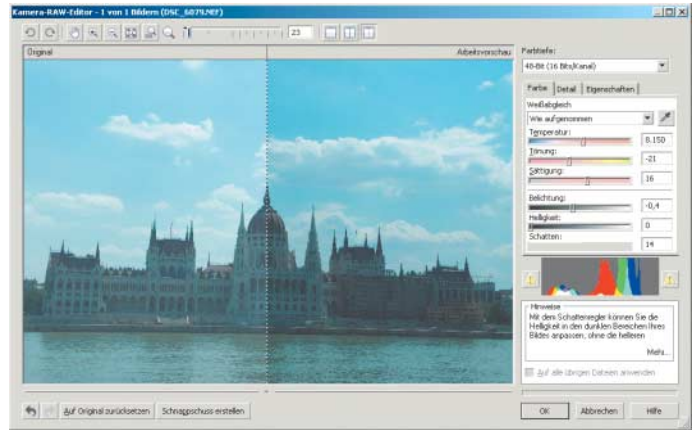 Kamera-RAW-Editor - 1 von 1 Bildern (DSC_6079.NEF)
23
Original
Arbeitsvorschau
Farbtiefe:
48-Bit (16 Bits/Kanal)
Farbe Detail Eigenschaften
Weißabgleich
Wie aufgenommen
Temperatur:
8.150
Tönung:
-21
Sättigung:
16
Belichtung:
-0,4
Helligkeit:
0
Schatten:
14
Hinweise
Mit dem Schattenregler können Sie die
Helligkeit in den dunklen Bereichen Ihres
Bildes anpassen, ohne die helleren
Mehr...
Auf alle übrigen Dateien anwenden
Auf Original zurücksetzen
Schnappschuss erstellen
OK
Abbrechen
Hilfe